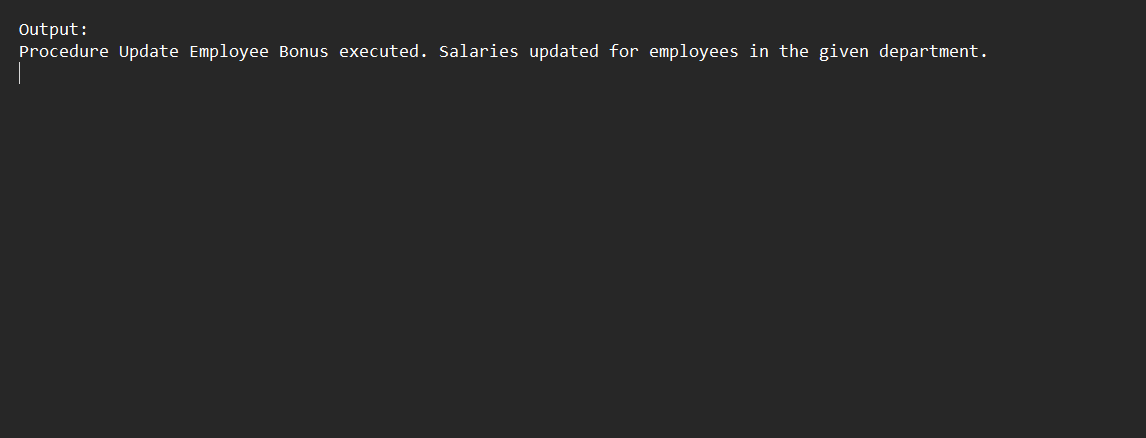 Output:
Procedure Update Employee Bonus executed. Salaries updated for employees in the given department.